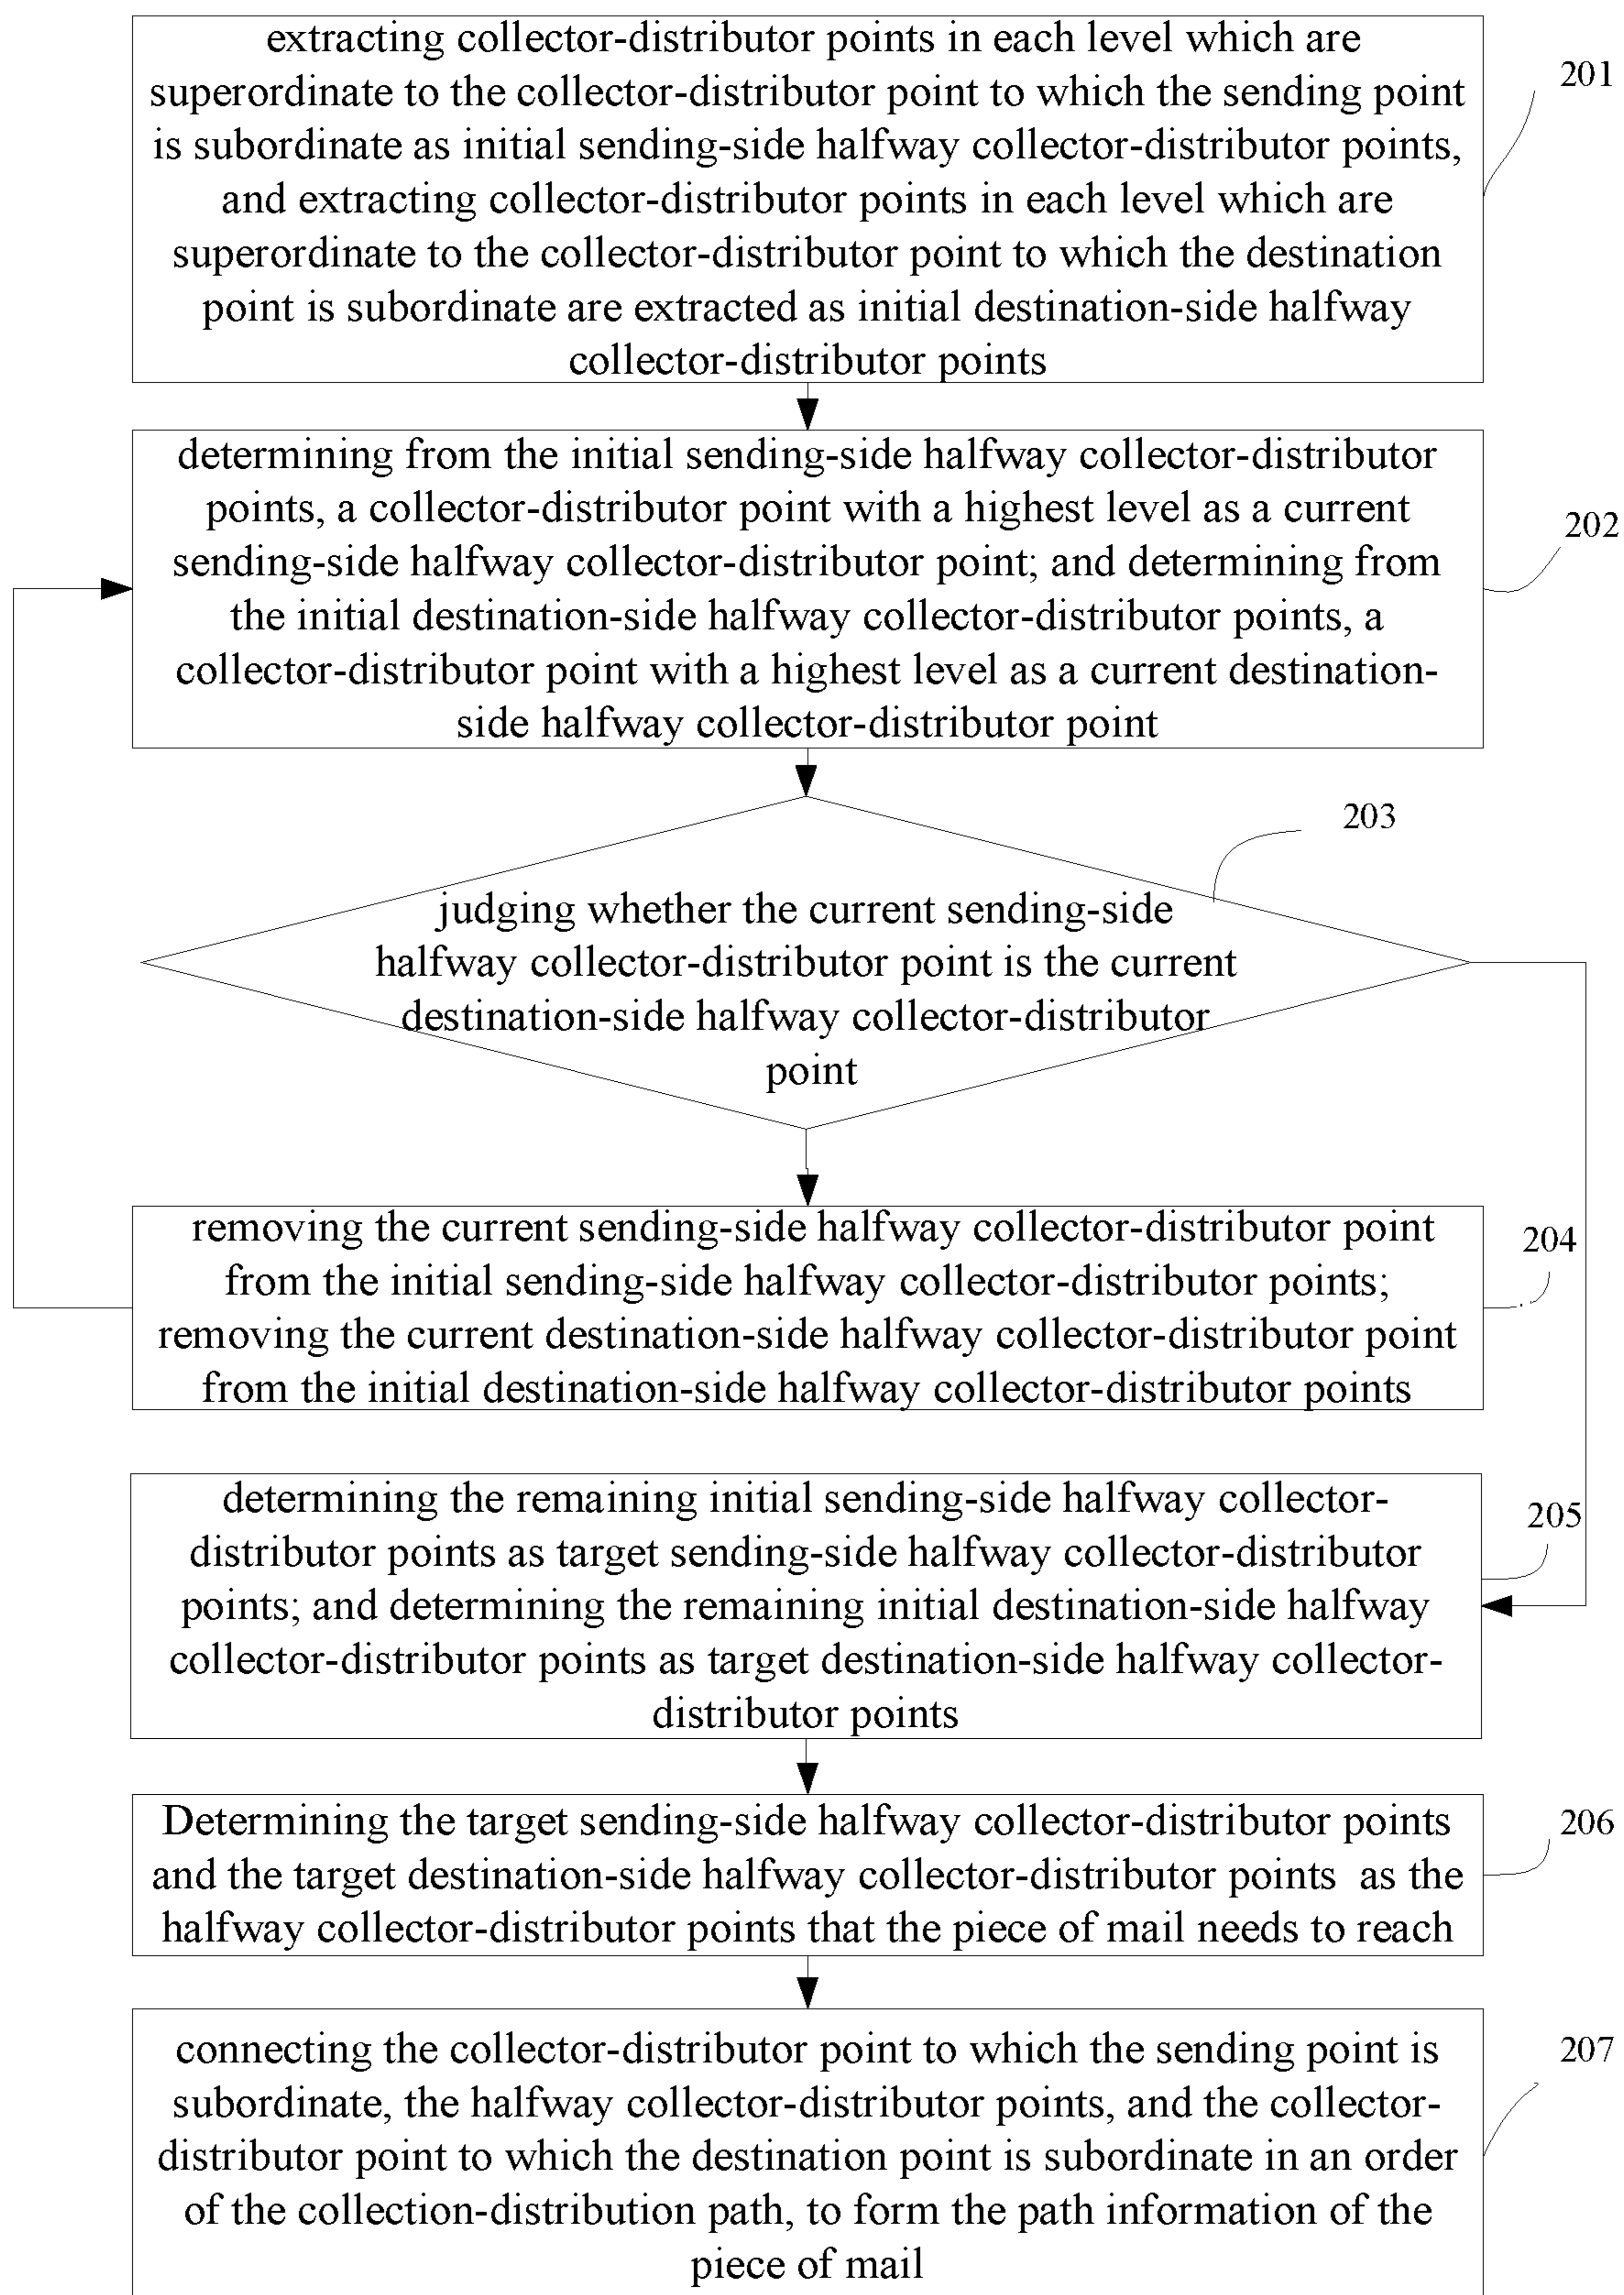 extracting collector-distributor points in each level which are
superordinate to the collector-distributor point to which the sending point
is subordinate as initial sending-side halfway collector-distributor points,
and extracting collector-distributor points in each level which are
superordinate to the collector-distributor point to which the destination
point is subordinate are extracted as initial destination-side halfway
collector-distributor points
201
determining from the initial sending-side halfway collector-distributor
points, a collector-distributor point with a highest level as a current
sending-side halfway collector-distributor point; and determining from
the initial destination-side halfway collector-distributor points, a
collector-distributor point with a highest level as a current destination-
side halfway collector-distributor point
202
203
judging whether the current sending-side
halfway collector-distributor point is the current
destination-side halfway collector-distributor
point
removing the current sending-side halfway collector-distributor point
from the initial sending-side halfway collector-distributor points;
removing the current destination-side halfway collector-distributor point
from the initial destination-side halfway collector-distributor points
204
determining the remaining initial sending-side halfway collector-
distributor points as target sending-side halfway collector-distributor
points; and determining the remaining initial destination-side halfway
collector-distributor points as target destination-side halfway collector-
distributor points
205
Determining the target sending-side halfway collector-distributor points
and the target destination-side halfway collector-distributor points as the
halfway collector-distributor points that the piece of mail needs to reach
206
connecting the collector-distributor point to which the sending point is
subordinate, the halfway collector-distributor points, and the collector-
distributor point to which the destination point is subordinate in an order
of the collection-distribution path, to form the path information of the
piece of mail
207